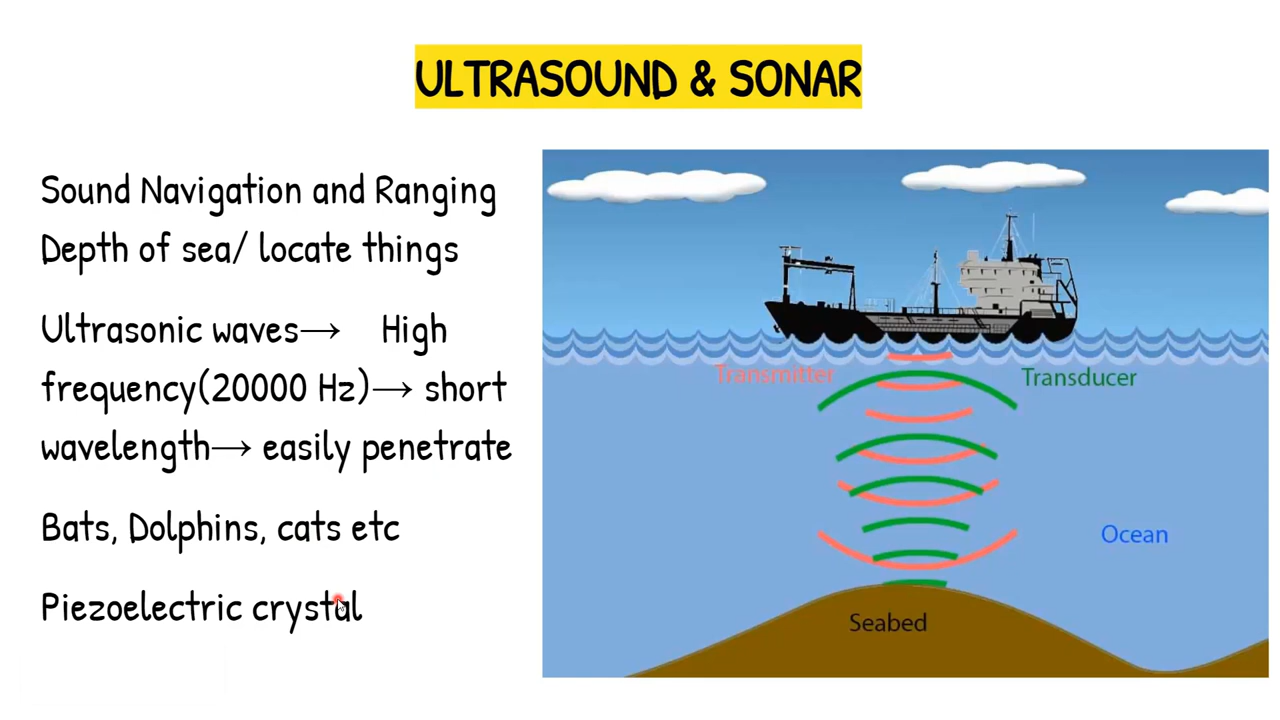 ULTRASOUND & SONAR
Sound Navigation and Ranging
Depth of sea/ locate things
Ultrasonic waves→ High
frequency(20000 Hz)→ short
wavelength→ easily penetrate
Bats, Dolphins, cats etc
Piezoelectric crystal
Transmitter
Transducer
Ocean
Seabed